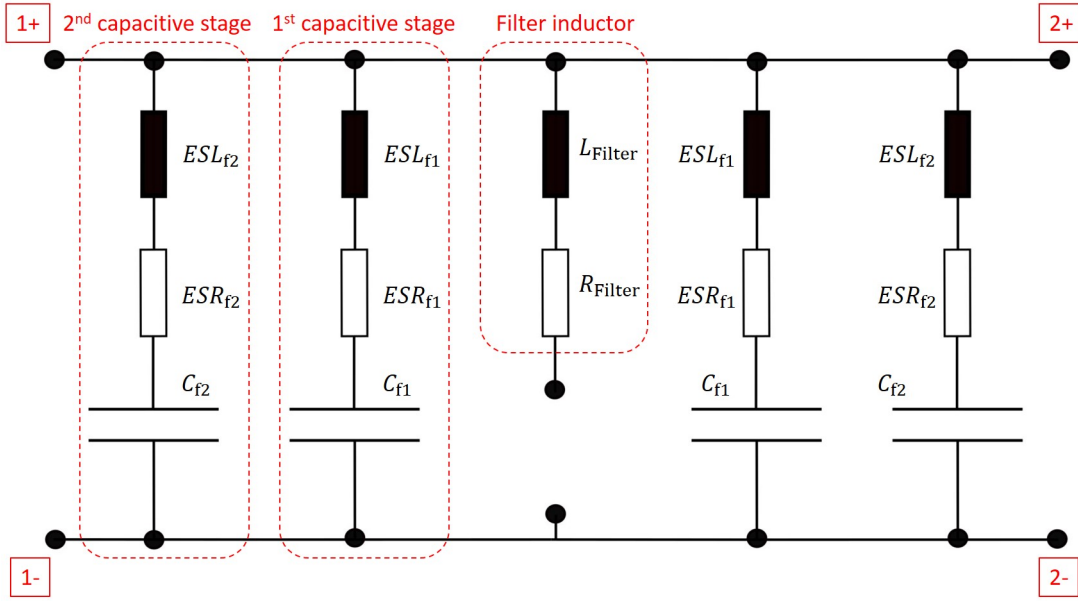 1+
2nd capacitive stage
1st capacitive stage
Filter inductor
2+
ESLf2
ESLf1
LFilter
ESLf1
ESLf2
ESRf2
ESRf1
RFilter
ESRf1
ESRf2
Cf2
Cf1
Cf1
Cf2
1-
2-